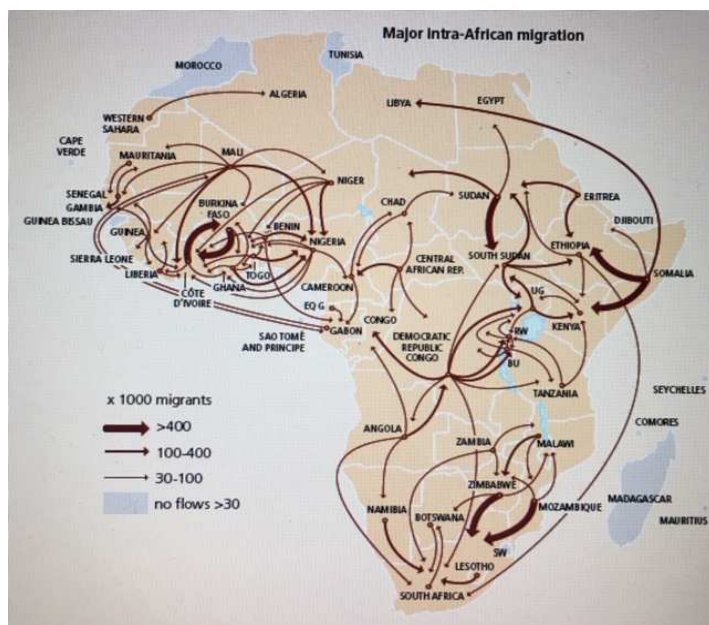 Major intra-African migration
TUNISIA
MOROCCO
ALGERIA
LIBYA
EGYPT
WESTERN
SAHARA
CAPE
VERDE
MAURITANIA
MALI
NIGER
CHAD
SUDAN
ERITREA
SENEGAL
GAMBIA
GUINEA BISSAU
BURKINA
FASO
BENIN
DJIBOUTI
GUINEA
NIGERIA
ETHIOPIA
SIERRA LEONE
LIBERIA
CÔTE
D'IVOIRE
GHANA
TOGO
CAMEROON
CENTRAL
AFRICAN REP.
SOUTH SUDAN
SOMALIA
EQ G
GABON
CONGO
UG
KENYA
SAO TOMÉ
AND PRINCIPE
DEMOCRATIC
REPUBLIC
CONGO
RW
BU
TANZANIA
SEYCHELLES
COMORES
x 1000 migrants
>400
100-400
30-100
no flows >30
ANGOLA
ZAMBIA
MALAWI
ZIMBABWE
MOZAMBIQUE
MADAGASCAR
MAURITIUS
NAMIBIA
BOTSWANA
SW
LESOTHO
SOUTH AFRICA